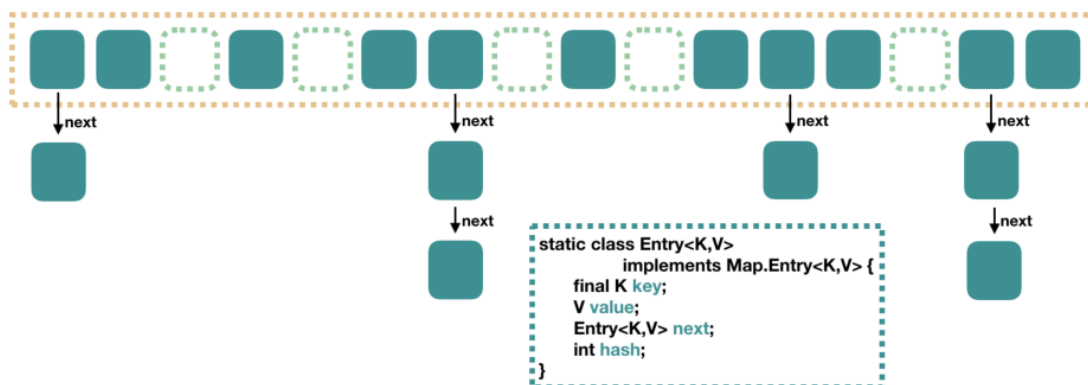 next
next
next
next
next
next
static class Entry<K,V>
implements Map.Entry<K,V> {
final K key;
V value;
Entry<K,V> next;
int hash;
}